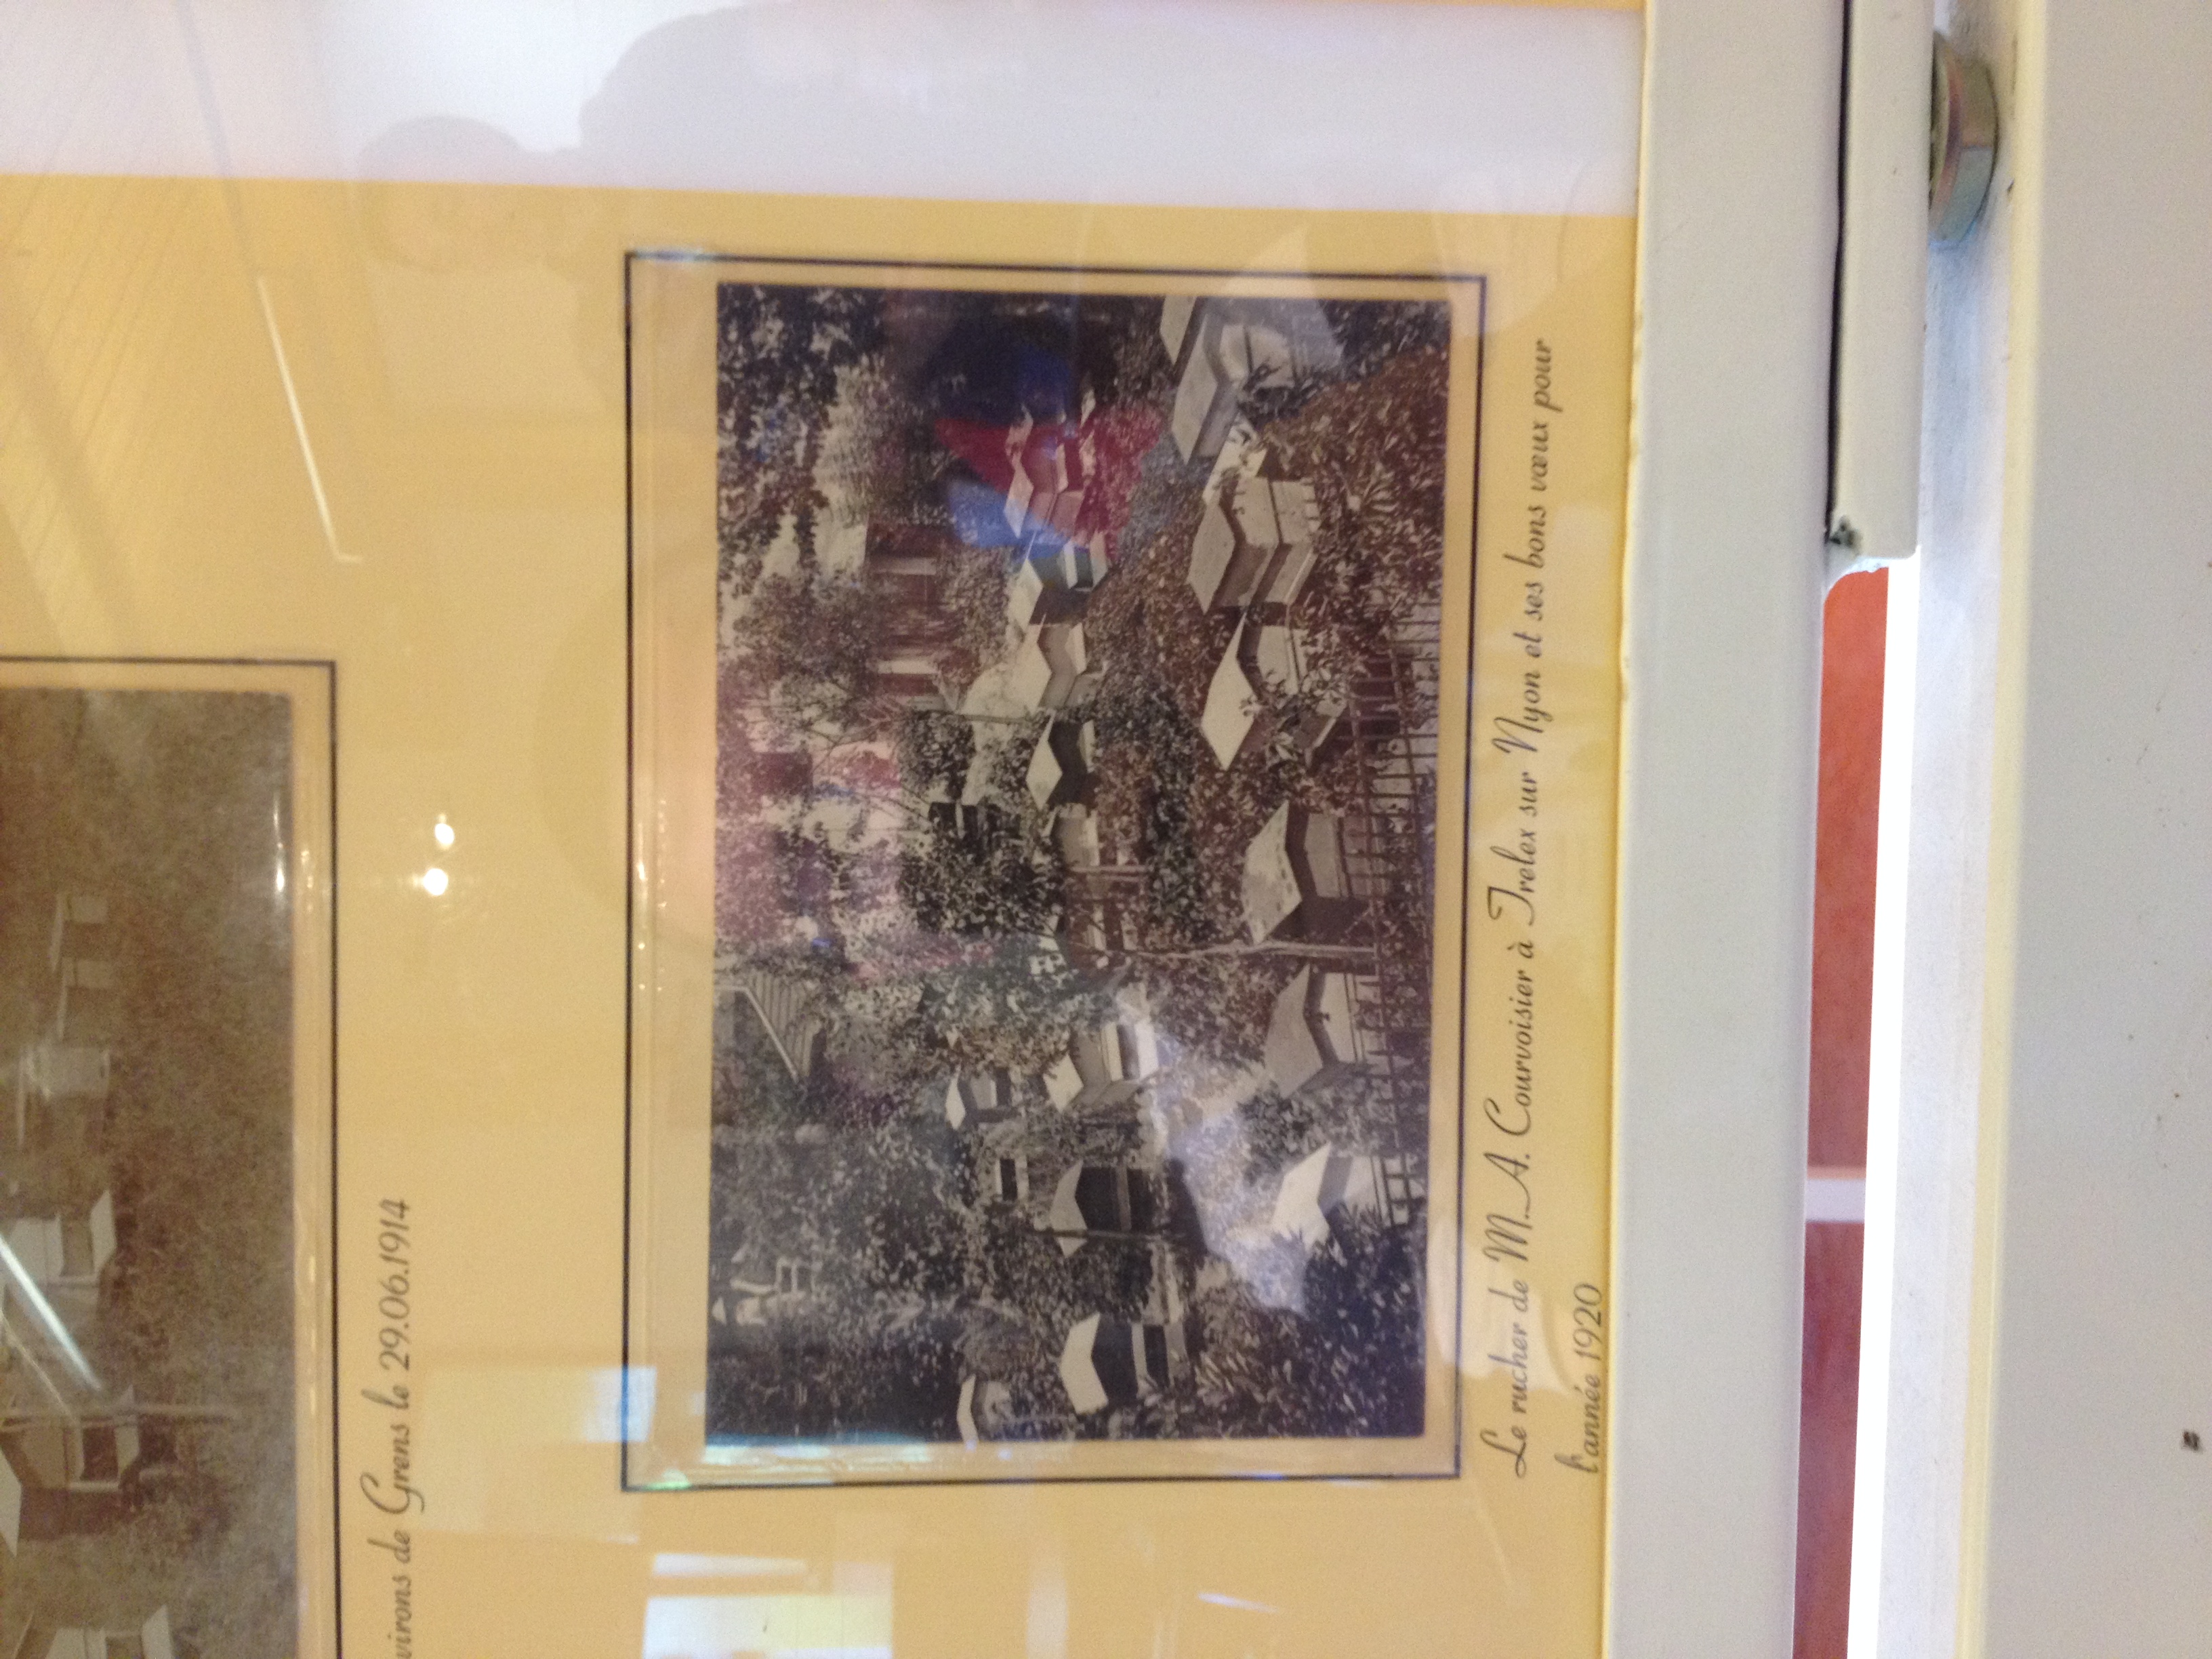 virons de Grens le 29.06.1914
Le rucher de M. A. Courvoisier à Trelex sur Nyon et ses bons vœux pour
l'année 1920